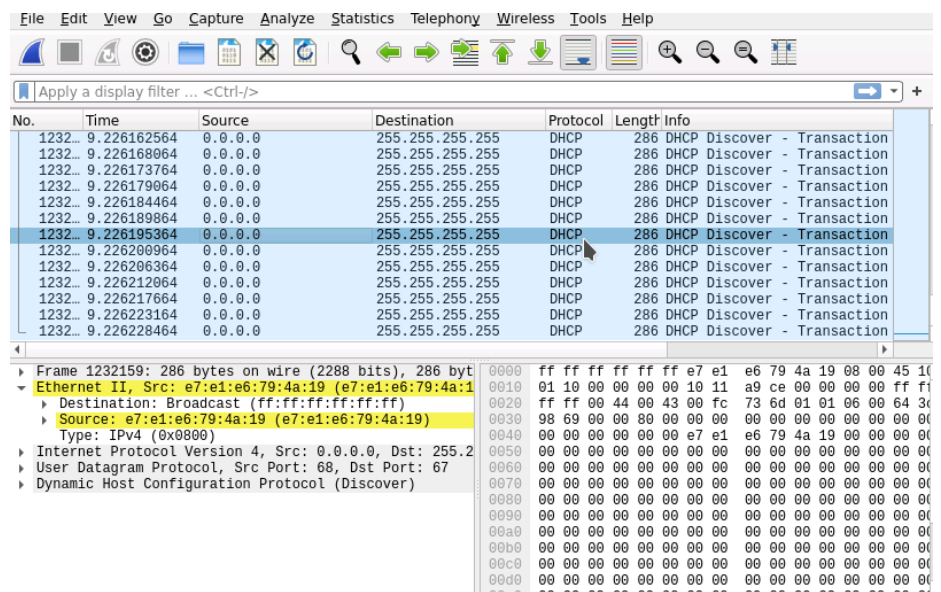 File Edit View Go Capture Analyze Statistics Telephony Wireless Tools Help
Apply a display filter … <Ctrl-/>
No. Time Source Destination Protocol Length Info
1232… 9.226162564 0.0.0.0 255.255.255.255 DHCP 286 DHCP Discover - Transaction
1232… 9.226168064 0.0.0.0 255.255.255.255 DHCP 286 DHCP Discover - Transaction
1232… 9.226173764 0.0.0.0 255.255.255.255 DHCP 286 DHCP Discover - Transaction
1232… 9.226179064 0.0.0.0 255.255.255.255 DHCP 286 DHCP Discover - Transaction
1232… 9.226184464 0.0.0.0 255.255.255.255 DHCP 286 DHCP Discover - Transaction
1232… 9.226189864 0.0.0.0 255.255.255.255 DHCP 286 DHCP Discover - Transaction
1232… 9.226195364 0.0.0.0 255.255.255.255 DHCP 286 DHCP Discover - Transaction
1232… 9.226200964 0.0.0.0 255.255.255.255 DHCP 286 DHCP Discover - Transaction
1232… 9.226206364 0.0.0.0 255.255.255.255 DHCP 286 DHCP Discover - Transaction
1232… 9.226212064 0.0.0.0 255.255.255.255 DHCP 286 DHCP Discover - Transaction
1232… 9.226217664 0.0.0.0 255.255.255.255 DHCP 286 DHCP Discover - Transaction
1232… 9.226223164 0.0.0.0 255.255.255.255 DHCP 286 DHCP Discover - Transaction
1232… 9.226228464 0.0.0.0 255.255.255.255 DHCP 286 DHCP Discover - Transaction
Frame 1232159: 286 bytes on wire (2288 bits), 286 byt
Ethernet II, Src: e7:e1:e6:79:4a:19 (e7:e1:e6:79:4a:1
Destination: Broadcast (ff:ff:ff:ff:ff:ff)
Source: e7:e1:e6:79:4a:19 (e7:e1:e6:79:4a:19)
Type: IPv4 (0x0800)
Internet Protocol Version 4, Src: 0.0.0.0, Dst: 255.2
User Datagram Protocol, Src Port: 68, Dst Port: 67
Dynamic Host Configuration Protocol (Discover)
0000 ff ff ff ff ff ff e7 e1 e6 79 4a 19 08 00 45 10
0010 01 10 00 00 00 00 10 11 a9 ce 00 00 00 00 ff ff
0020 ff ff 00 44 00 43 00 fc 73 6d 01 01 06 00 64 3c
0030 98 69 00 00 80 00 00 00 00 00 00 00 00 00 00 00
0040 00 00 00 00 00 00 e7 e1 e6 79 4a 19 00 00 00 00
0050 00 00 00 00 00 00 00 00 00 00 00 00 00 00 00 00
0060 00 00 00 00 00 00 00 00 00 00 00 00 00 00 00 00
0070 00 00 00 00 00 00 00 00 00 00 00 00 00 00 00 00
0080 00 00 00 00 00 00 00 00 00 00 00 00 00 00 00 00
0090 00 00 00 00 00 00 00 00 00 00 00 00 00 00 00 00
00a0 00 00 00 00 00 00 00 00 00 00 00 00 00 00 00 00
00b0 00 00 00 00 00 00 00 00 00 00 00 00 00 00 00 00
00c0 00 00 00 00 00 00 00 00 00 00 00 00 00 00 00 00
00d0 00 00 00 00 00 00 00 00 00 00 00 00 00 00 00 00